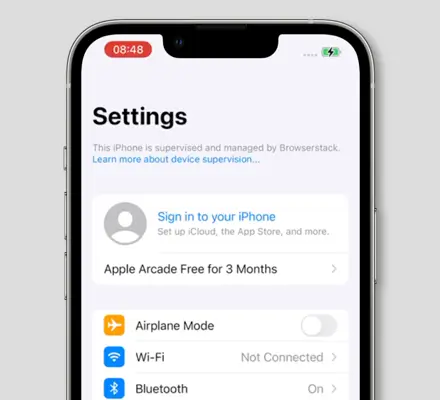 08:48
Settings
This iPhone is supervised and managed by Browserstack.
Learn more about device supervision...
Sign in to your iPhone
Set up iCloud, the App Store, and more.
Apple Arcade Free for 3 Months
Airplane Mode
Wi-Fi Not Connected
Bluetooth On